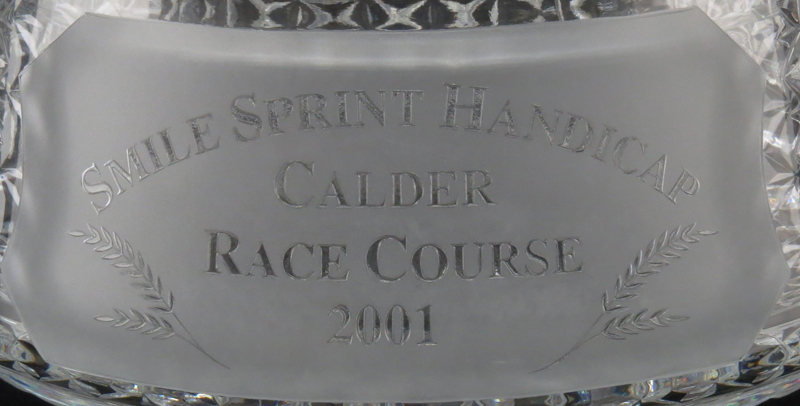 SMILE SPRINT HANDICAP
CALDER
RACE COURSE
2001